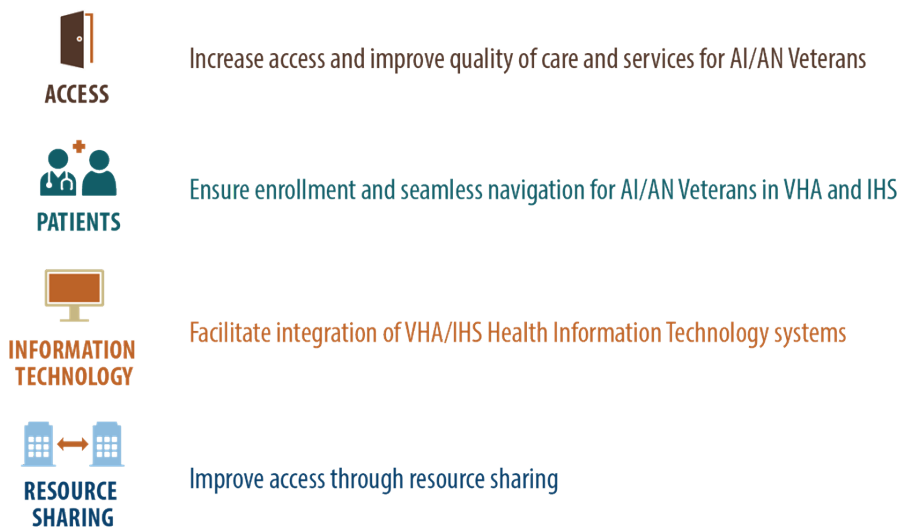 ACCESS
Increase access and improve quality of care and services for AI/AN Veterans
PATIENTS
Ensure enrollment and seamless navigation for AI/AN Veterans in VHA and IHS
INFORMATION
TECHNOLOGY
Facilitate integration of VHA/IHS Health Information Technology systems
RESOURCE
SHARING
Improve access through resource sharing